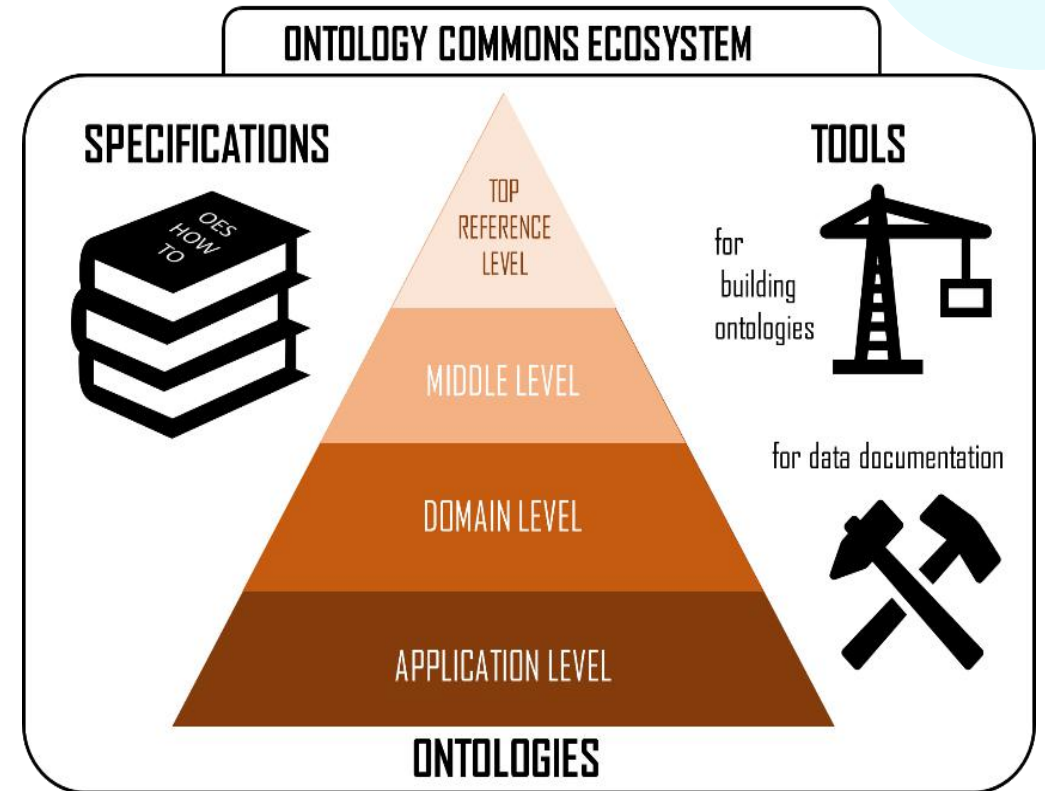 ONTOLOGY COMMONS ECOSYSTEM
SPECIFICATIONS
OES
HOW
TO
TOP
REFERENCE
LEVEL
MIDDLE LEVEL
DOMAIN LEVEL
APPLICATION LEVEL
ONTOLOGIES
TOOLS
for
building
ontologies
for data documentation